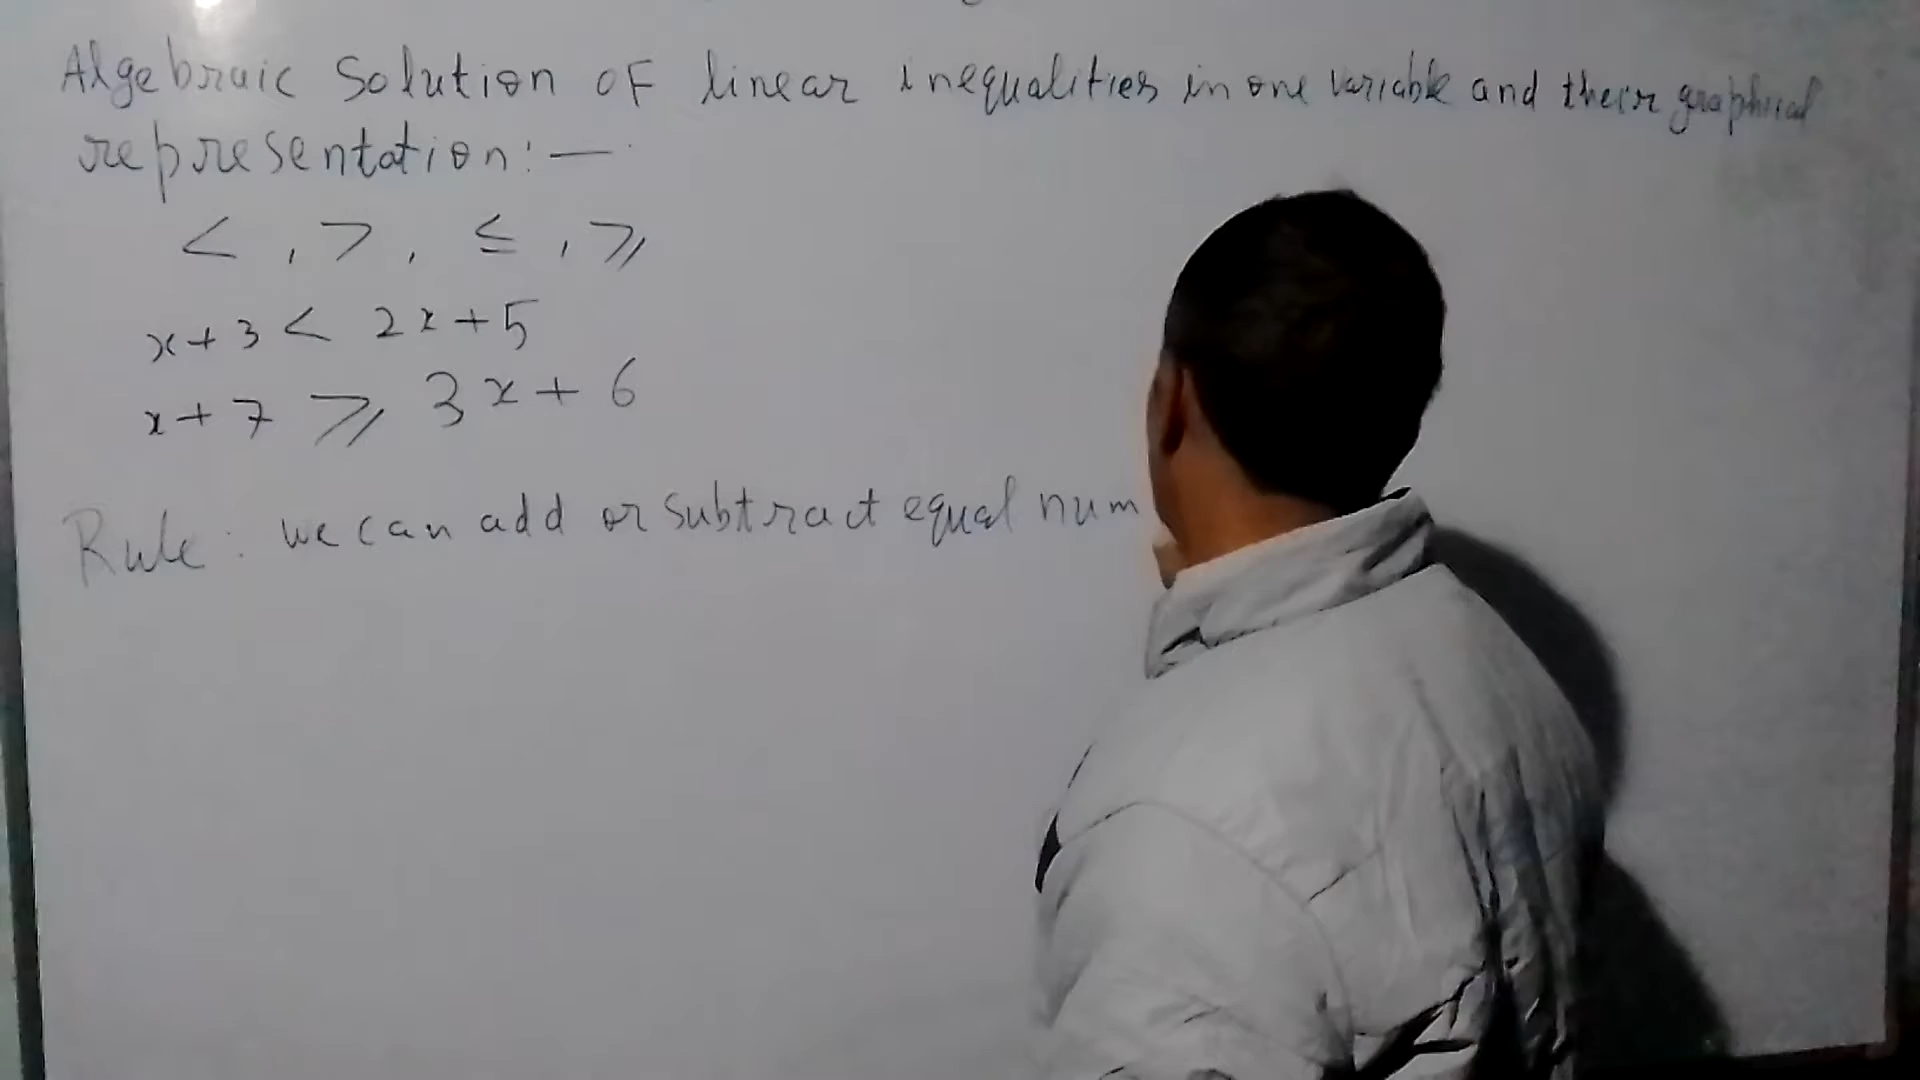 Algebraic Solution OF linear inequalities in one variable and their graphical
representation:—
< , >, ≤ , ⩾
x+3 < 2x+5
x+7 ⩾ 3x+6
Rule: we can add or subtract equal num